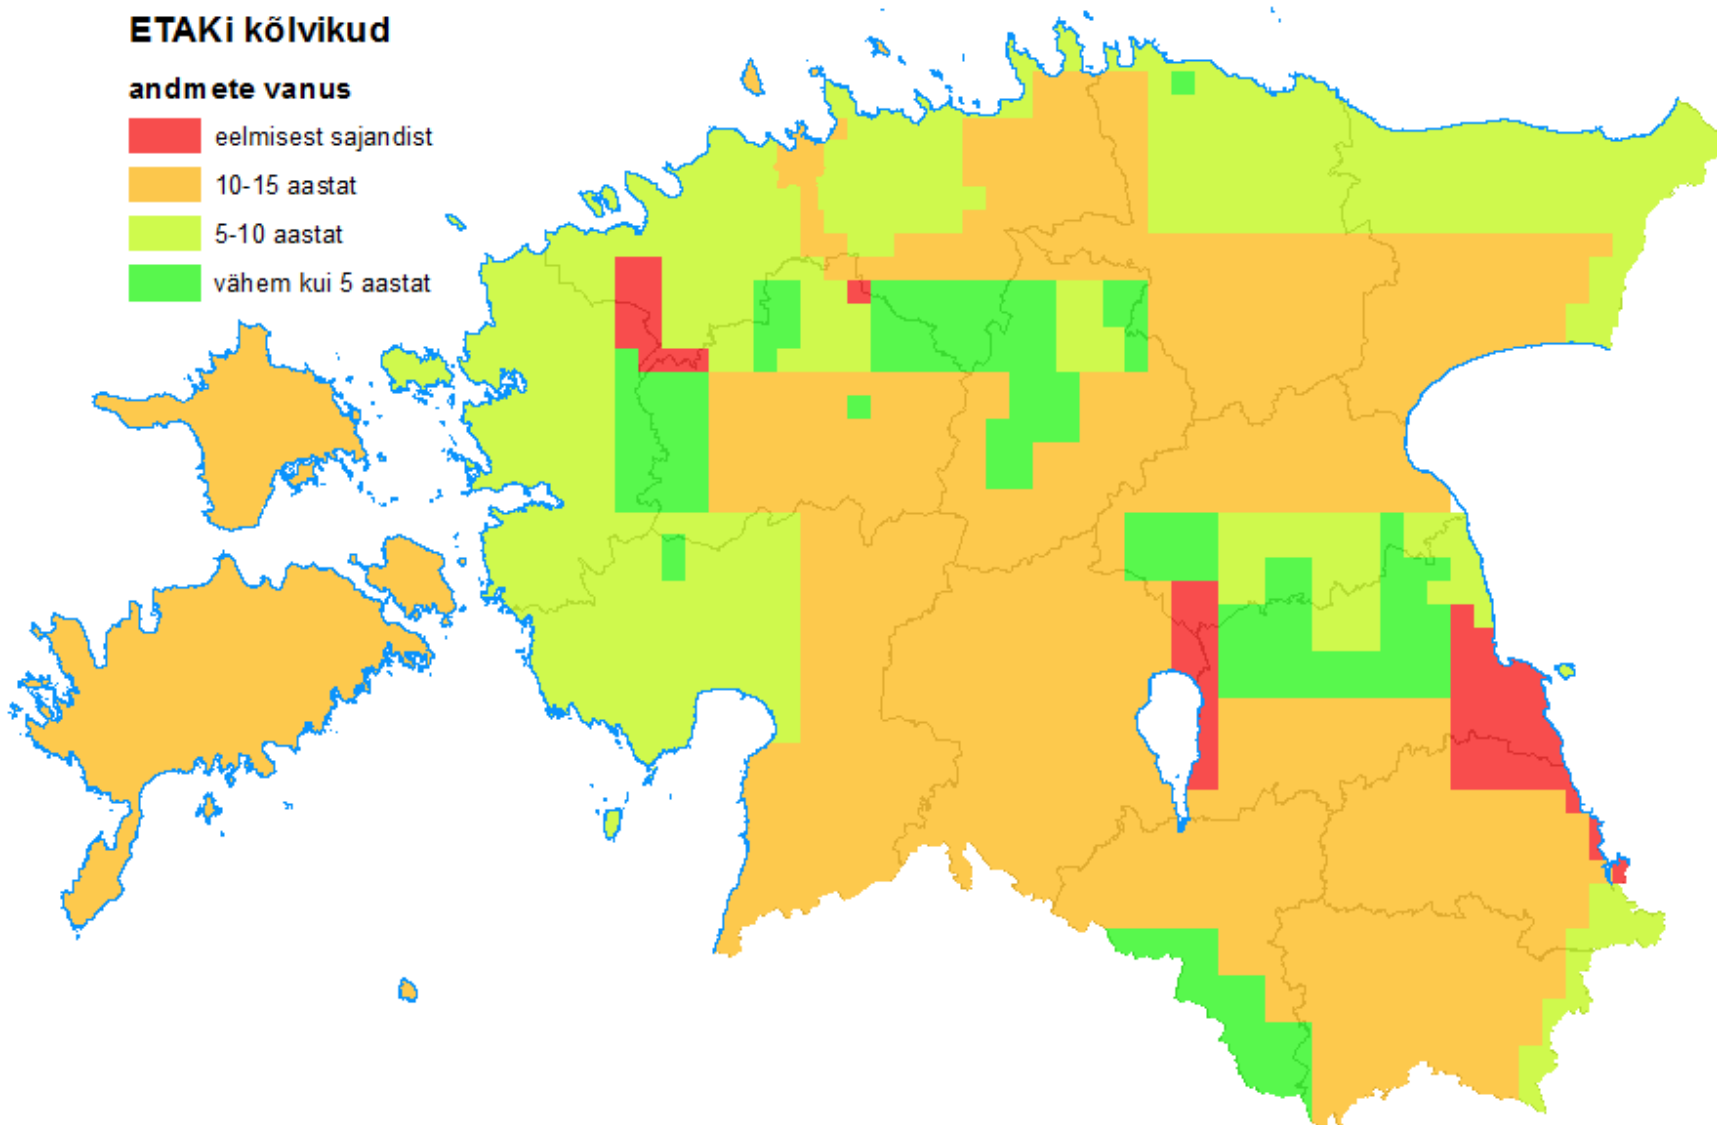 ETAKi kõlvikud
andmete vanus
eelmisest sajandist
10-15 aastat
5-10 aastat
vähem kui 5 aastat